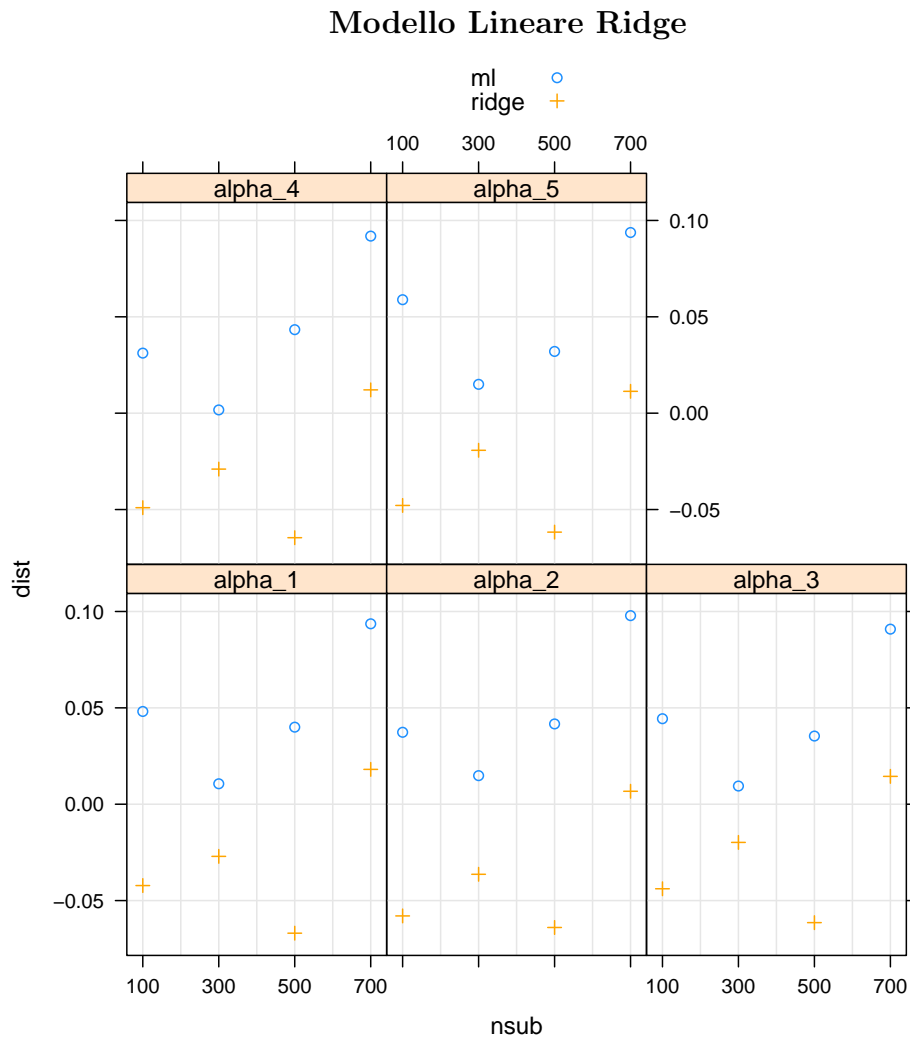 Modello Lineare Ridge
ml
ridge
100 300 500 700
alpha_4 alpha_5
0.10
0.05
0.00
−0.05
dist
alpha_1 alpha_2 alpha_3
0.10
0.05
0.00
−0.05
100 300 500 700 100 300 500 700
nsub